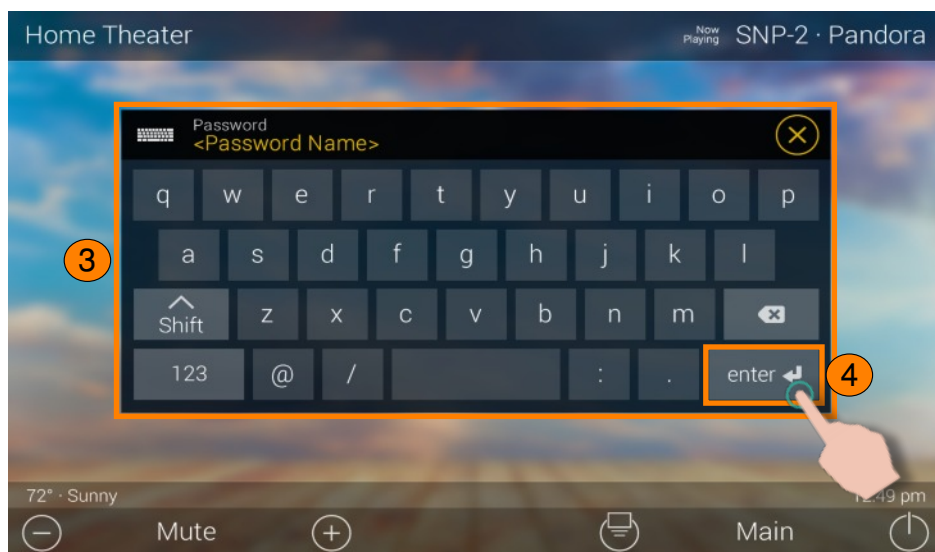 Home Theater
Now Playing SNP-2 · Pandora
Password
<Password Name>
q w e r t y u i o p
3
a s d f g h j k l
Shift z x c v b n m
123 @ / : . enter
4
72° · Sunny
Mute
Main